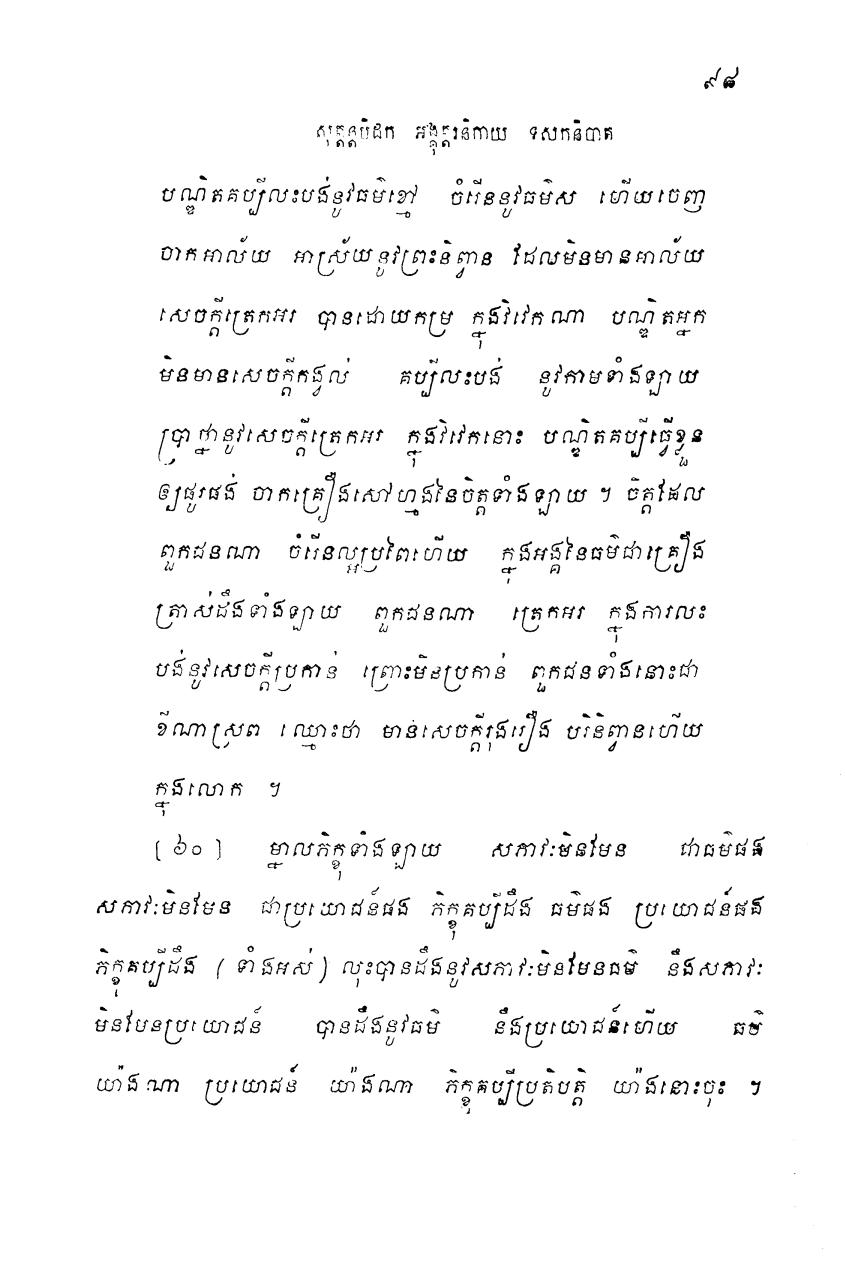 ៩៨
សុត្តន្តបិដក អង្គុត្តរនិកាយ ទសកនិបាត
បណ្ឌិតគប្បីលះបង់នូវធម៌ខ្មៅ ចំរើននូវធម៌ស ហើយចេញ
ចាកអាល័យ អាស្រ័យនូវព្រះនិព្វាន ដែលមិនមានអាល័យ
សេចក្តីត្រេកអរ បានដោយកម្រ ក្នុងវិវេកណា បណ្ឌិតអ្នក
មិនមានសេចក្តីកង្វល់ គប្បីលះបង់ នូវកាមទាំងឡាយ
ប្រាថ្នានូវសេចក្តីត្រេកអរ ក្នុងវិវេកនោះ បណ្ឌិតគប្បីធ្វើខ្លួន
ឲ្យផូរផង់ ចាកគ្រឿងសៅហ្មងនៃចិត្តទាំងឡាយ ។ ចិត្តដែល
ពួកជនណា ចំរើនល្អប្រពៃហើយ ក្នុងអង្គនៃធម៌ជាគ្រឿង
ត្រាស់ដឹងទាំងឡាយ ពួកជនណា ត្រេកអរ ក្នុងការលះ
បង់នូវសេចក្តីប្រកាន់ ព្រោះមិនប្រកាន់ ពួកជនទាំងនោះជា
ខីណាស្រព ឈ្មោះថា មានសេចក្តីរុងរឿង បរិនិព្វានហើយ
ក្នុងលោក ។
[ ៦០ ] ម្នាលភិក្ខុទាំងឡាយ សភាវៈមិនមែន ជាធម៌ផង
សភាវៈមិនមែន ជាប្រយោជន៍ផង ភិក្ខុគប្បីដឹង ធម៌ផង ប្រយោជន៍ផង
ភិក្ខុគប្បីដឹង ( ទាំងអស់ ) លុះបានដឹងនូវសភាវៈមិនមែនធម៌ នឹងសភាវៈ
មិនមែនប្រយោជន៍ បានដឹងនូវធម៌ នឹងប្រយោជន៍ហើយ ធម៌
យ៉ាងណា ប្រយោជន៍ យ៉ាងណា ភិក្ខុគប្បីប្រតិបត្តិ យ៉ាងនោះចុះ ។